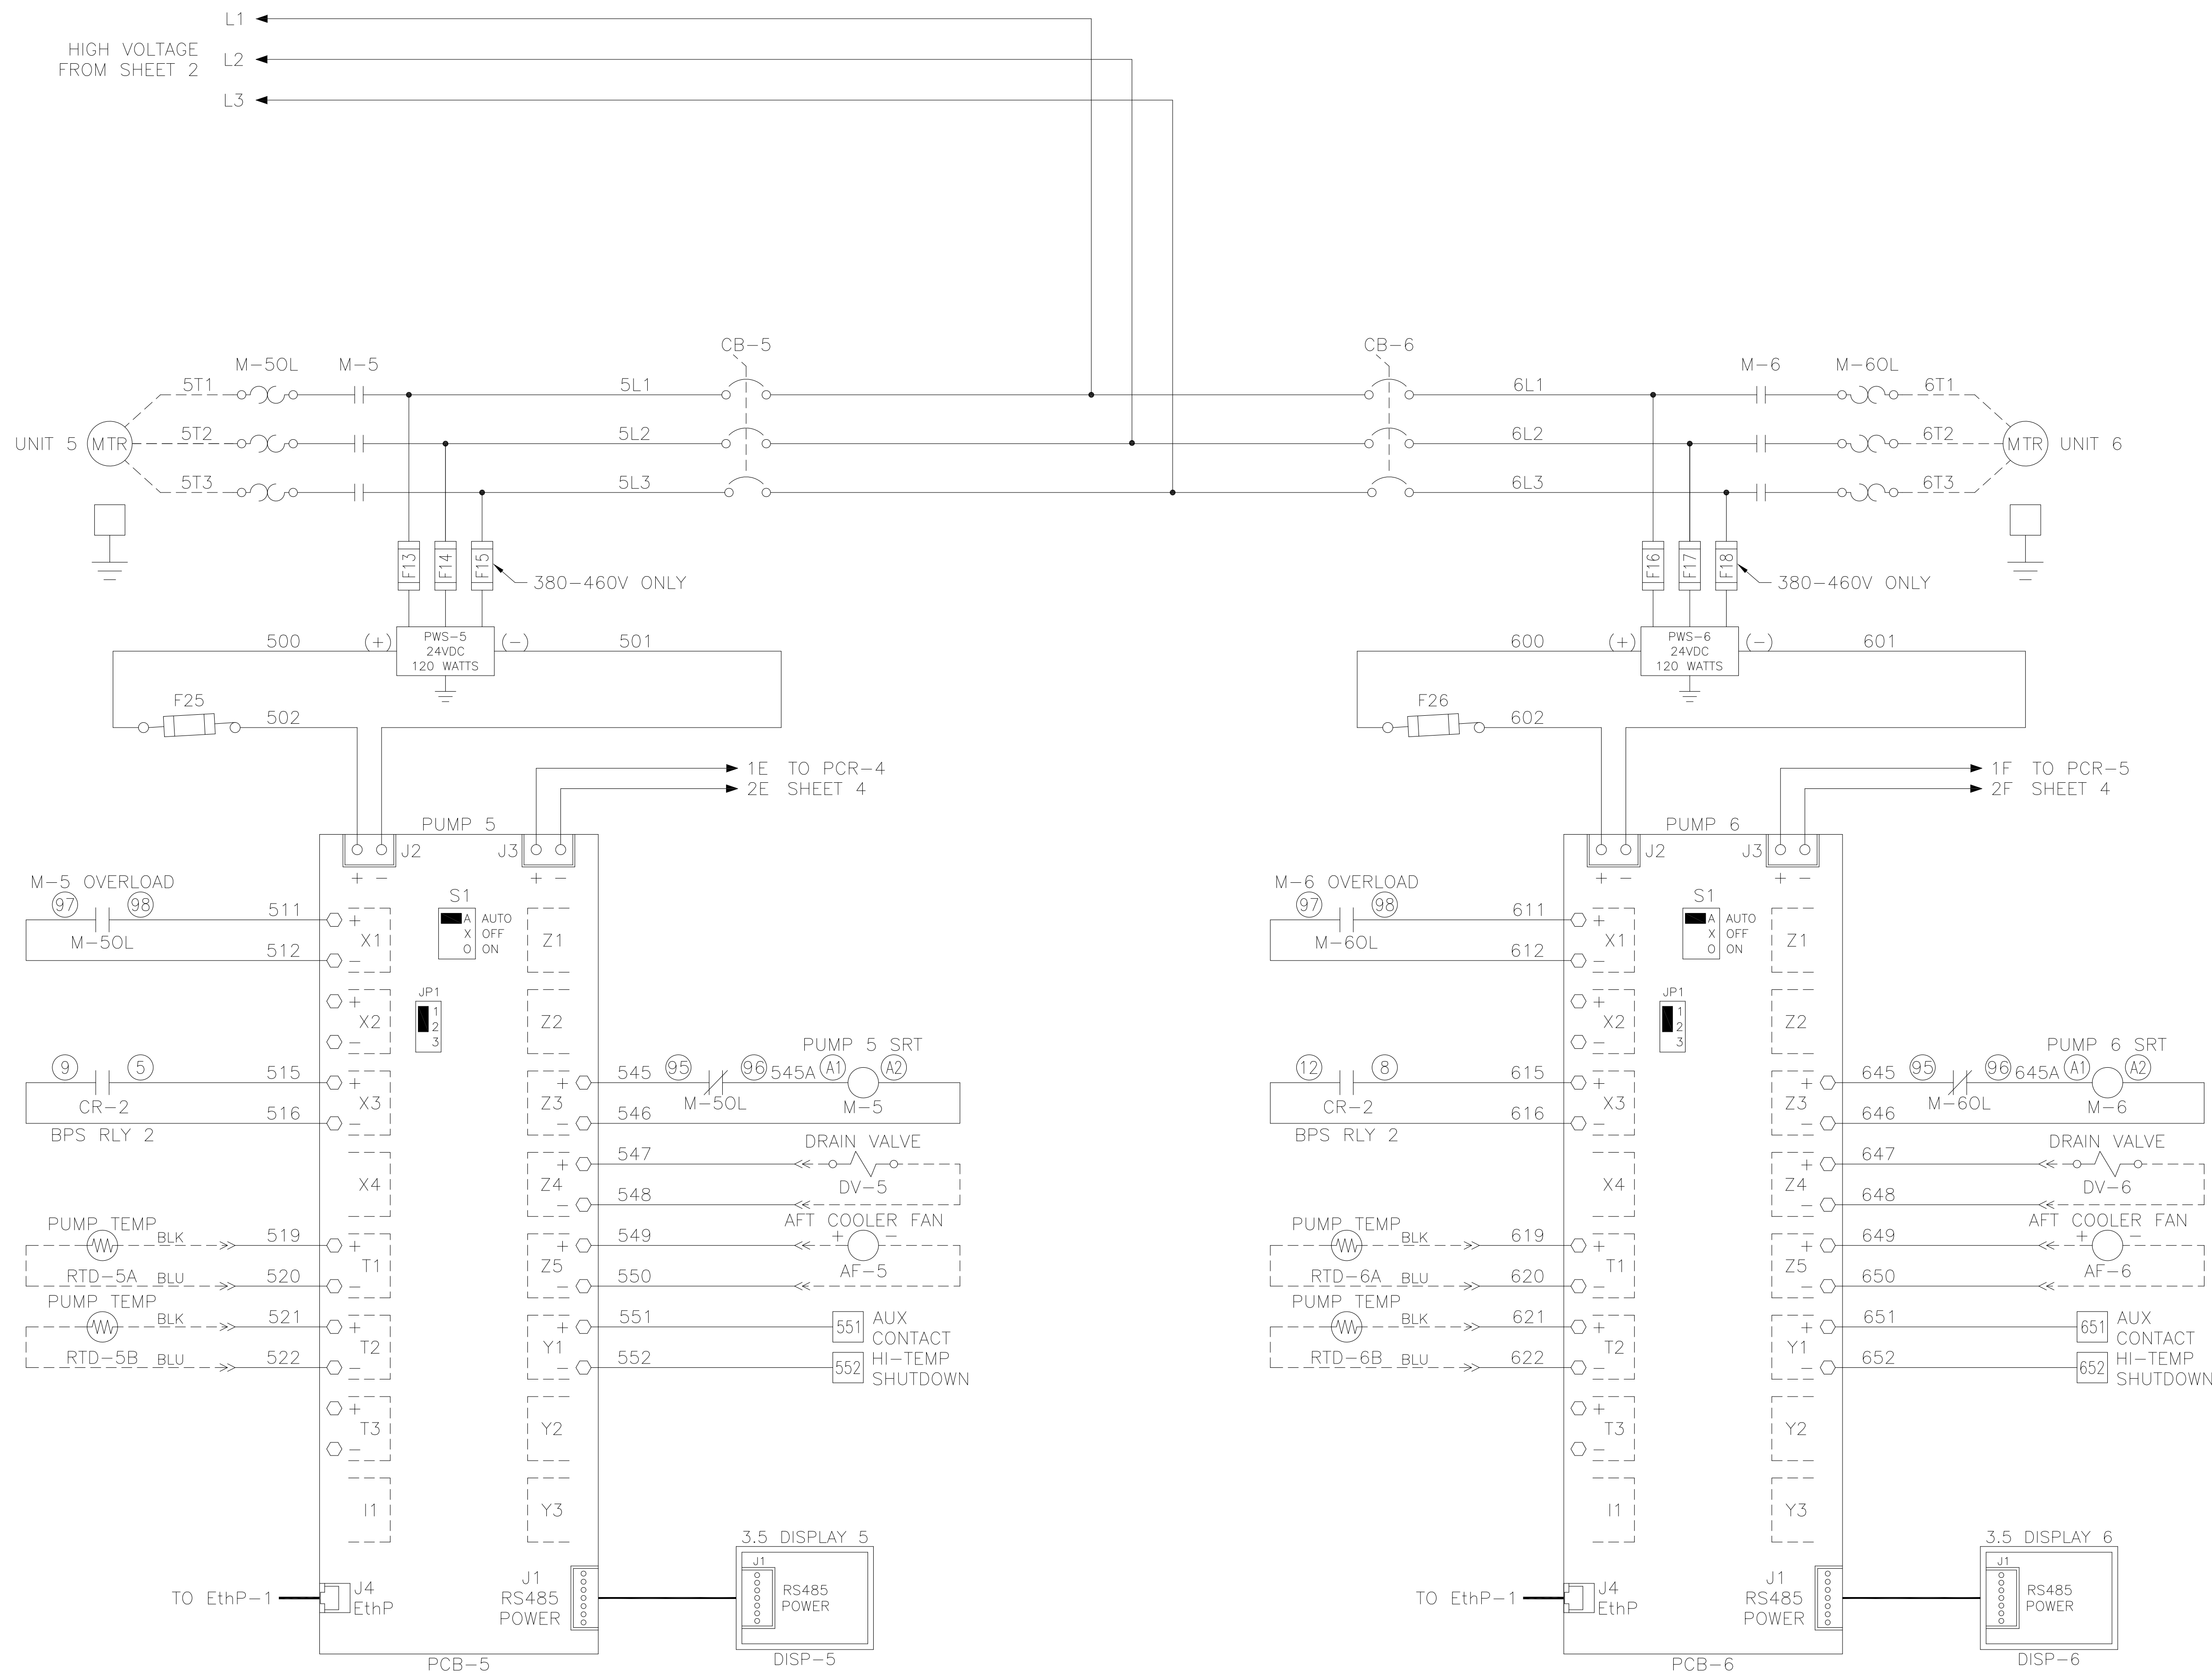 L1
HIGH VOLTAGE
FROM SHEET 2
L2
L3
CB-5
CB-6
M-5OL
M-5
M-6
M-6OL
5T1
5L1
6L1
6T1
UNIT 5
MTR
5T2
5L2
6L2
6T2
MTR
UNIT 6
5T3
5L3
6L3
6T3
F13
F14
F15
380-460V ONLY
F16
F17
F18
380-460V ONLY
500
(+)
PWS-5
24VDC
120 WATTS
(-)
501
600
(+)
PWS-6
24VDC
120 WATTS
(-)
601
F25
502
F26
602
1E TO PCR-4
2E SHEET 4
1F TO PCR-5
2F SHEET 4
PUMP 5
J2
J3
+ -
+ -
M-5 OVERLOAD
97
98
M-5OL
511
512
+
X1
-
S1
A AUTO
X OFF
O ON
Z1
+
X2
-
JP1
1
2
3
Z2
9
5
CR-2
BPS RLY 2
515
516
+
X3
-
+
Z3
-
545
546
95
96
M-5OL
545A
PUMP 5 SRT
A1
A2
M-5
X4
+
Z4
-
547
548
DRAIN VALVE
DV-5
PUMP TEMP
BLK
RTD-5A
BLU
519
520
+
T1
-
+
Z5
-
549
550
AFT COOLER FAN
+ -
AF-5
PUMP TEMP
BLK
RTD-5B
BLU
521
522
+
T2
-
+
Y1
-
551
552
551
AUX
CONTACT
552
HI-TEMP
SHUTDOWN
+
T3
-
Y2
I1
Y3
TO EthP-1
J4
EthP
J1
RS485
POWER
3.5 DISPLAY 5
J1
RS485
POWER
DISP-5
PCB-5
PUMP 6
J2
J3
+ -
+ -
M-6 OVERLOAD
97
98
M-6OL
611
612
+
X1
-
S1
A AUTO
X OFF
O ON
Z1
+
X2
-
JP1
1
2
3
Z2
12
8
CR-2
BPS RLY 2
615
616
+
X3
-
+
Z3
-
645
646
95
96
M-6OL
645A
PUMP 6 SRT
A1
A2
M-6
X4
+
Z4
-
647
648
DRAIN VALVE
DV-6
PUMP TEMP
BLK
RTD-6A
BLU
619
620
+
T1
-
+
Z5
-
649
650
AFT COOLER FAN
+ -
AF-6
PUMP TEMP
BLK
RTD-6B
BLU
621
622
+
T2
-
+
Y1
-
651
652
651
AUX
CONTACT
652
HI-TEMP
SHUTDOWN
+
T3
-
Y2
I1
Y3
TO EthP-1
J4
EthP
J1
RS485
POWER
3.5 DISPLAY 6
J1
RS485
POWER
DISP-6
PCB-6